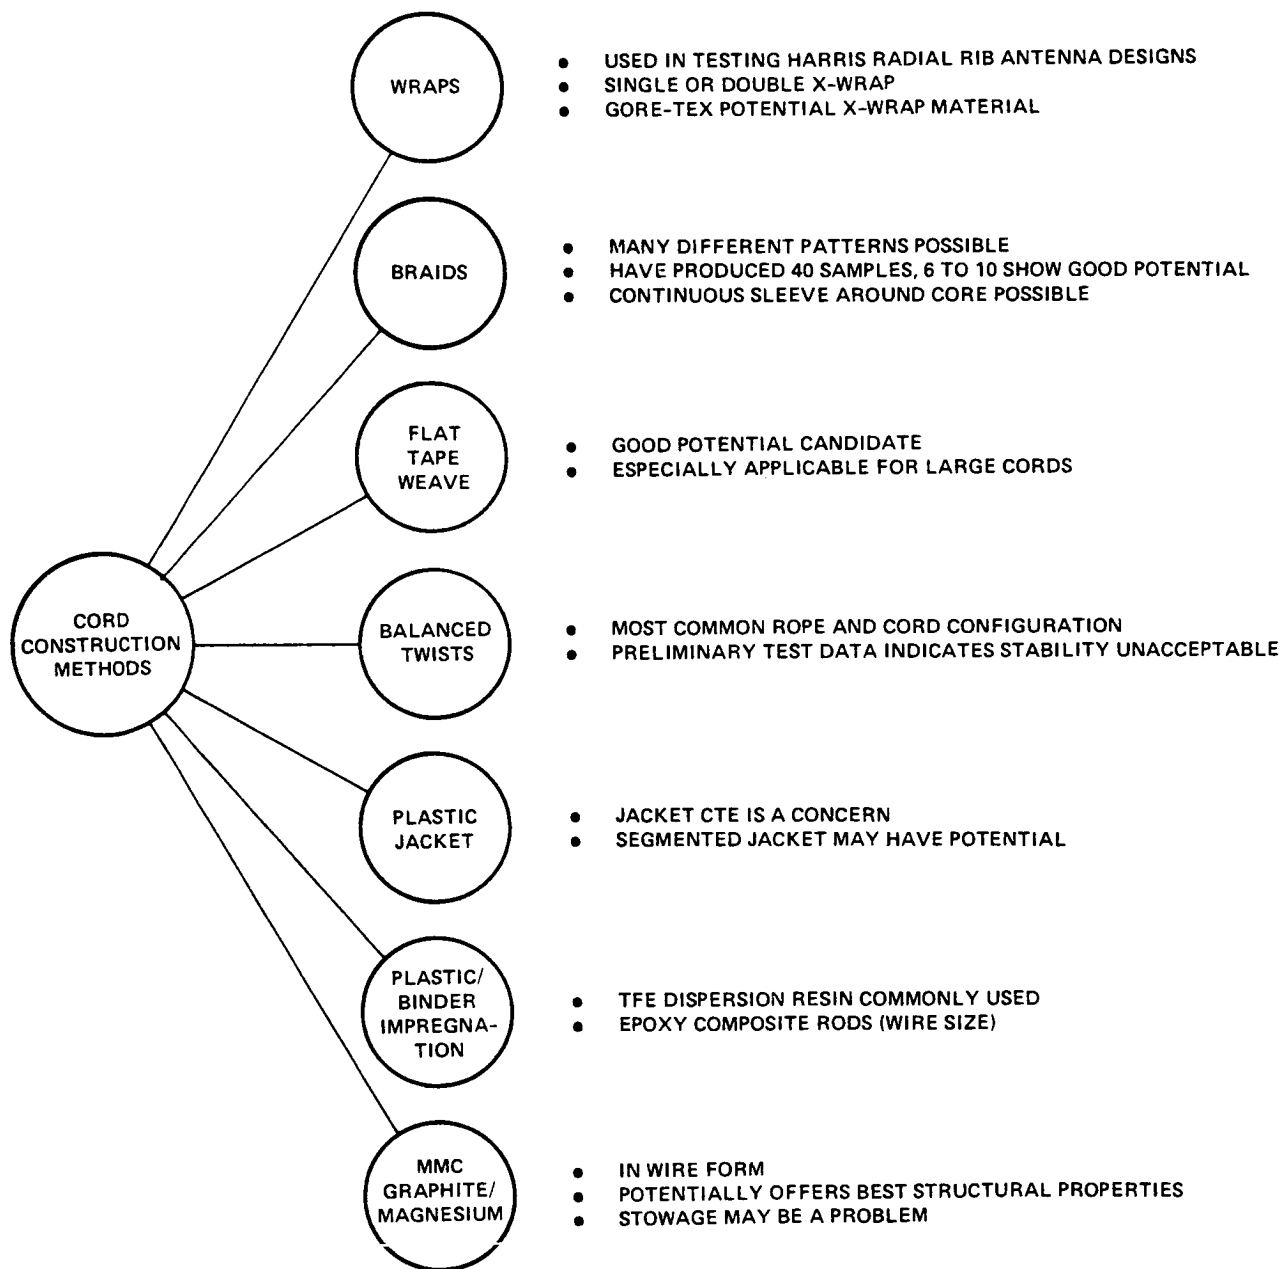 WRAPS
• USED IN TESTING HARRIS RADIAL RIB ANTENNA DESIGNS
• SINGLE OR DOUBLE X-WRAP
• GORE-TEX POTENTIAL X-WRAP MATERIAL
BRAIDS
• MANY DIFFERENT PATTERNS POSSIBLE
• HAVE PRODUCED 40 SAMPLES, 6 TO 10 SHOW GOOD POTENTIAL
• CONTINUOUS SLEEVE AROUND CORE POSSIBLE
FLAT
TAPE
WEAVE
• GOOD POTENTIAL CANDIDATE
• ESPECIALLY APPLICABLE FOR LARGE CORDS
CORD
CONSTRUCTION
METHODS
BALANCED
TWISTS
• MOST COMMON ROPE AND CORD CONFIGURATION
• PRELIMINARY TEST DATA INDICATES STABILITY UNACCEPTABLE
PLASTIC
JACKET
• JACKET CTE IS A CONCERN
• SEGMENTED JACKET MAY HAVE POTENTIAL
PLASTIC/
BINDER
IMPREGNA-
TION
• TFE DISPERSION RESIN COMMONLY USED
• EPOXY COMPOSITE RODS (WIRE SIZE)
MMC
GRAPHITE/
MAGNESIUM
• IN WIRE FORM
• POTENTIALLY OFFERS BEST STRUCTURAL PROPERTIES
• STOWAGE MAY BE A PROBLEM